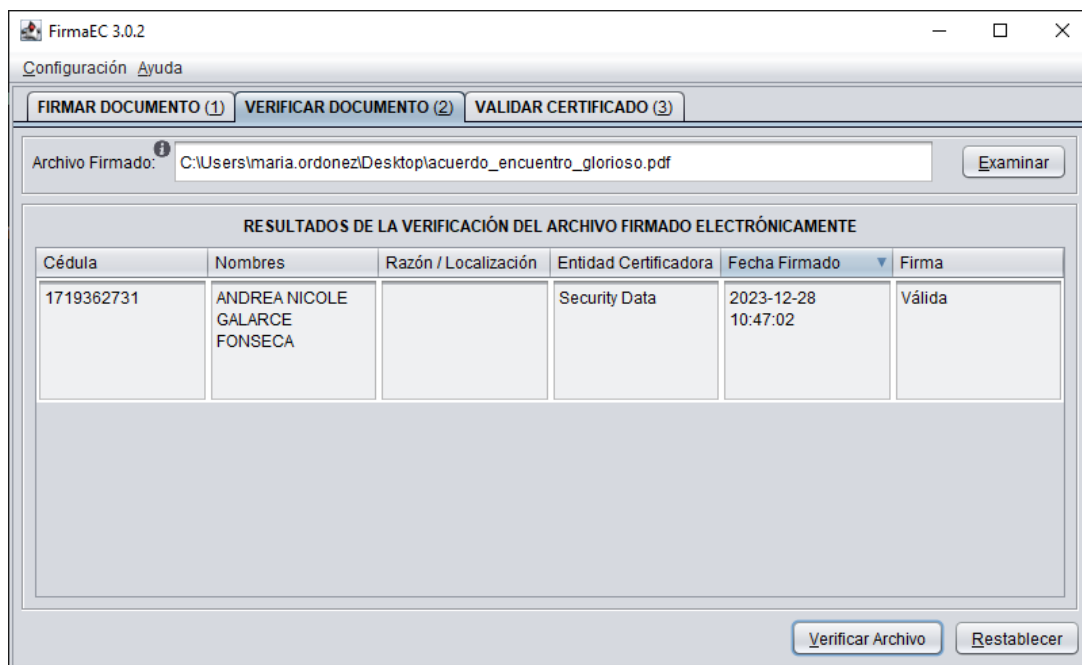 FirmaEC 3.0.2
Configuración Ayuda
FIRMAR DOCUMENTO (1) VERIFICAR DOCUMENTO (2) VALIDAR CERTIFICADO (3)
Archivo Firmado: C:\Users\maria.ordonez\Desktop\acuerdo_encuentro_glorioso.pdf Examinar
RESULTADOS DE LA VERIFICACIÓN DEL ARCHIVO FIRMADO ELECTRÓNICAMENTE
Cédula Nombres Razón / Localización Entidad Certificadora Fecha Firmado Firma
1719362731 ANDREA NICOLE Security Data 2023-12-28 Válida
GALARCE 10:47:02
FONSECA
Verificar Archivo Restablecer